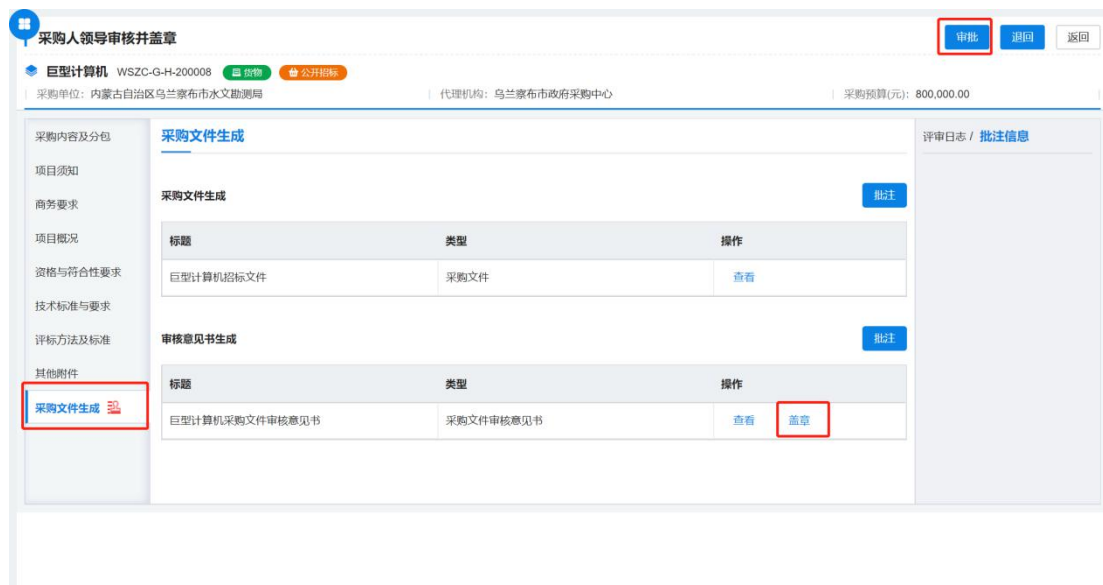 采购人领导审核并盖章 审批 退回 返回
巨型计算机 WSZC-G-H-200008 货物 公开招标
采购单位: 内蒙古自治区乌兰察布市水文勘测局 代理机构: 乌兰察布市政府采购中心 采购预算(元): 800,000.00
采购内容及分包 采购文件生成 评审日志 / 批注信息
项目须知
商务要求 采购文件生成 批注
项目概况 标题 类型 操作
资格与符合性要求 巨型计算机招标文件 采购文件 查看
技术标准与要求
评标方法及标准 审核意见书生成 批注
其他附件 标题 类型 操作
采购文件生成 巨型计算机采购文件审核意见书 采购文件审核意见书 查看 盖章